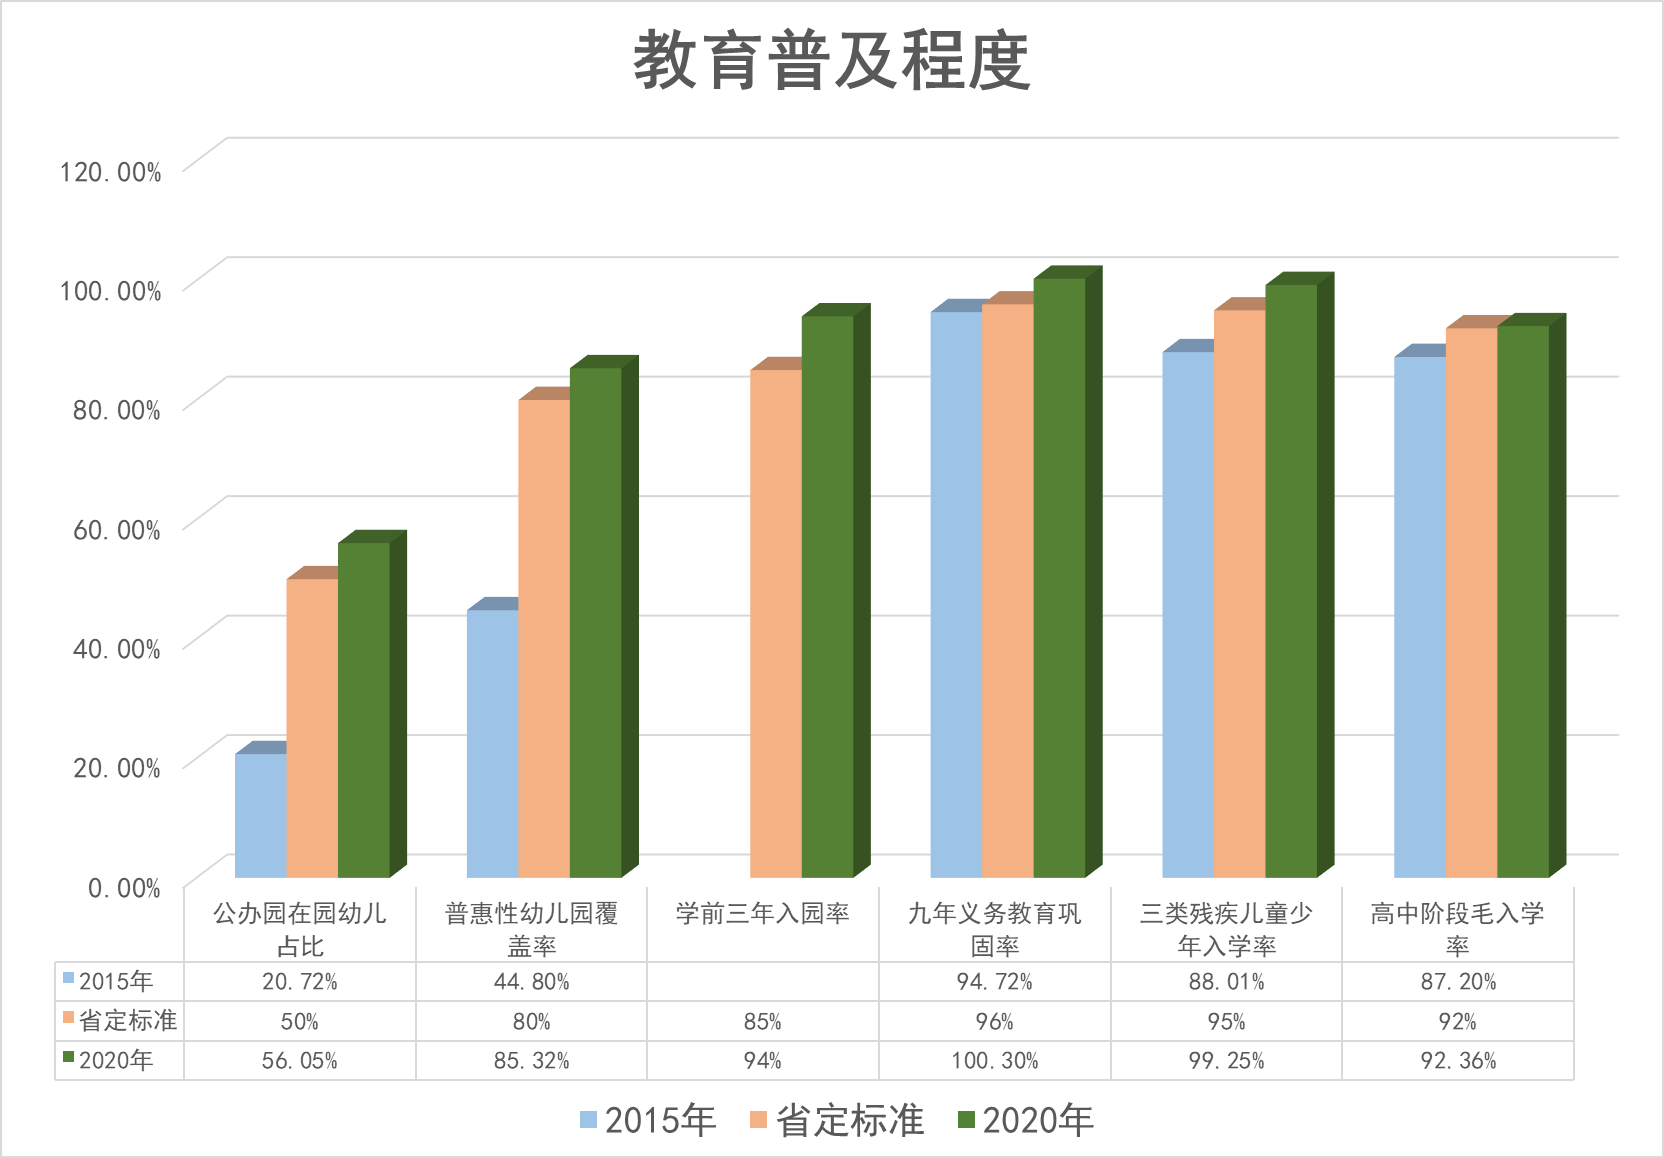 教育普及程度
120.00%
100.00%
80.00%
60.00%
40.00%
20.00%
0.00%
公办园在园幼儿
占比
普惠性幼儿园覆
盖率
学前三年入园率
九年义务教育巩
固率
三类残疾儿童少
年入学率
高中阶段毛入学
率
2015年 20.72% 44.80% 94.72% 88.01% 87.20%
省定标准 50% 80% 85% 96% 95% 92%
2020年 56.05% 85.32% 94% 100.30% 99.25% 92.36%
2015年 省定标准 2020年